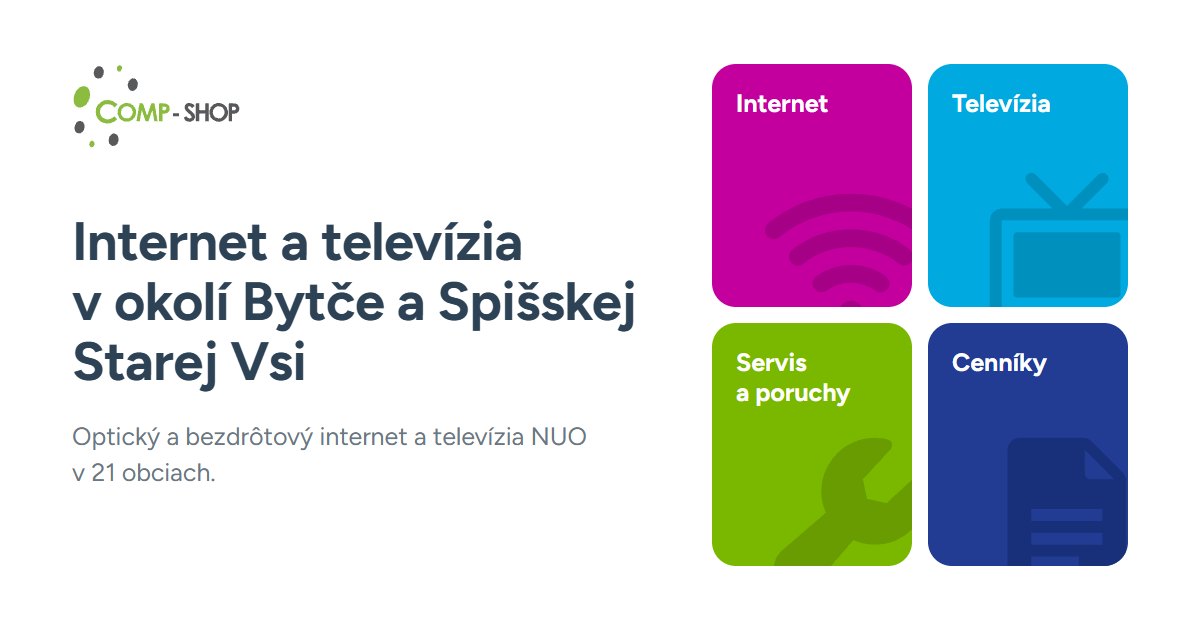 COMP-SHOP
Internet a televízia
v okolí Bytče a Spišskej
Starej Vsi
Optický a bezdrôtový internet a televízia NUO
v 21 obciach.
Internet
Televízia
Servis
a poruchy
Cenníky